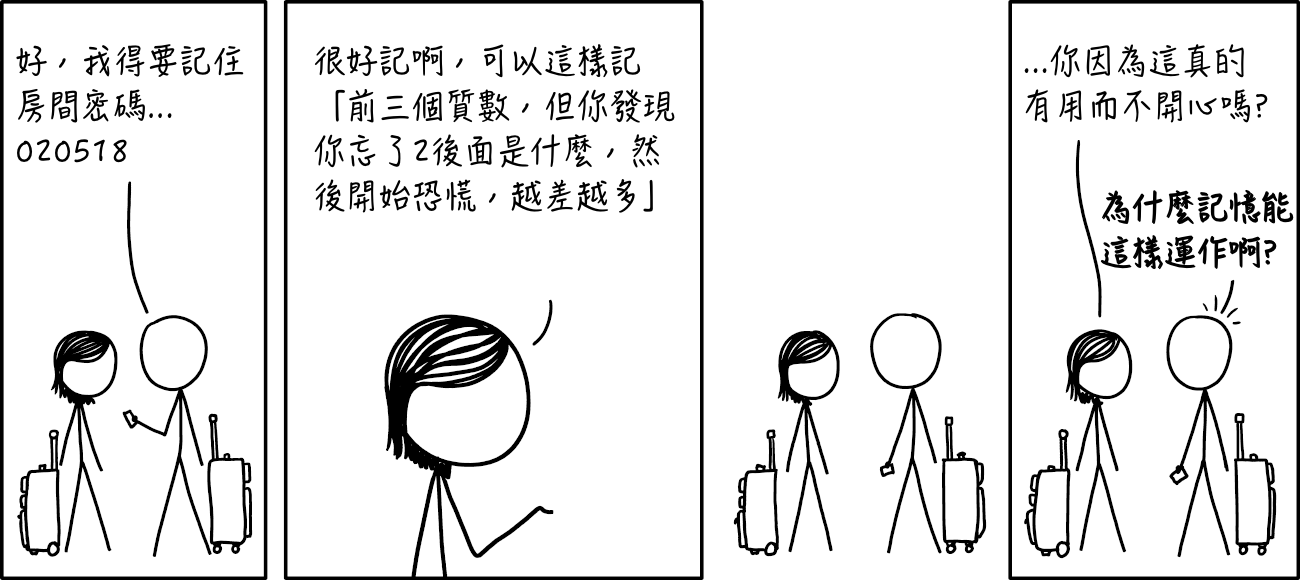 好，我得要記住
房間密碼...
020518
很好記啊，可以這樣記
「前三個質數，但你發現
你忘了2後面是什麼，然
後開始恐慌，越差越多」
...你因為這真的
有用而不開心嗎?
為什麼記憶能
這樣運作啊?